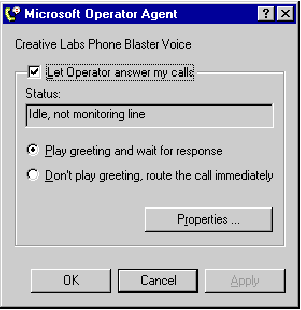 Microsoft Operator Agent
Creative Labs Phone Blaster Voice
Let Operator answer my calls
Status:
Idle, not monitoring line
Play greeting and wait for response
Don't play greeting, route the call immediately
Properties ...
OK
Cancel
Apply